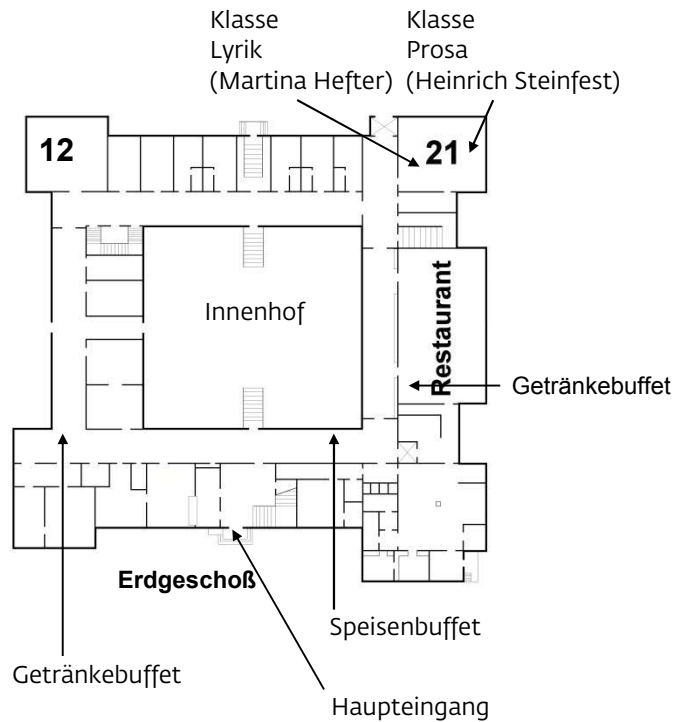 Klasse
Lyrik
(Martina Hefter)
Klasse
Prosa
(Heinrich Steinfest)
12
21
Innenhof
Restaurant
Getränkebuffet
Erdgeschoß
Speisenbuffet
Getränkebuffet
Haupteingang